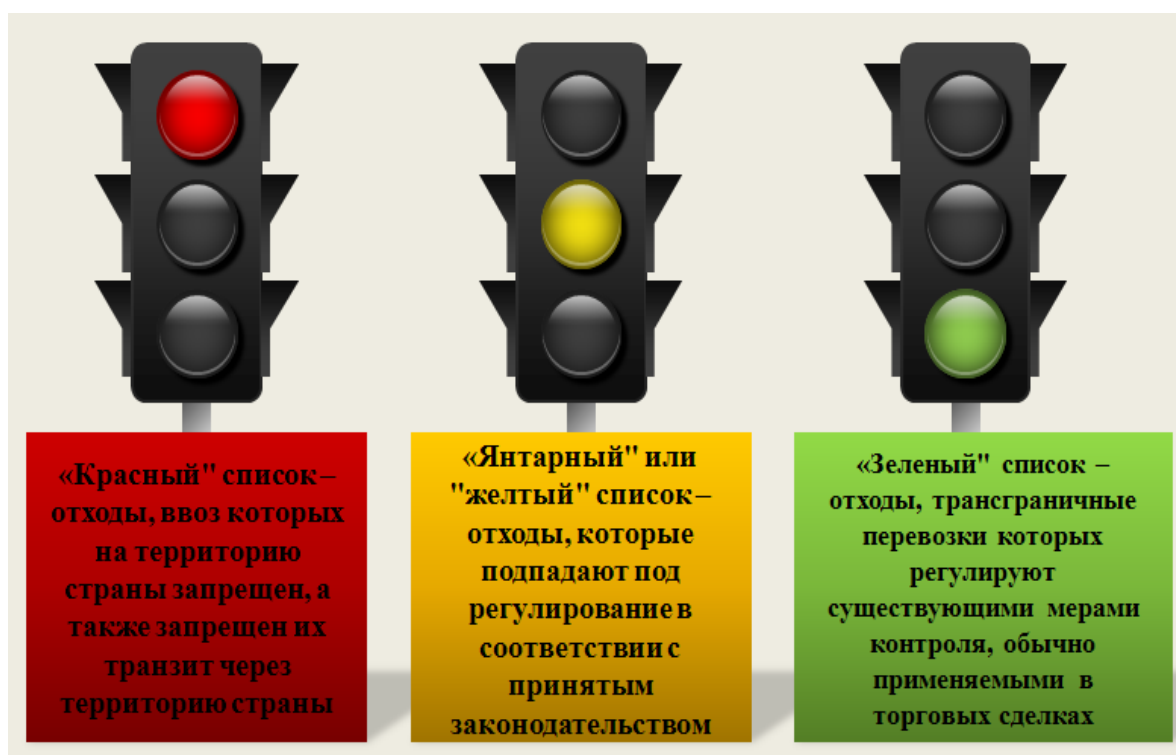 «Красный" список –
отходы, ввоз которых
на территорию
страны запрещен, а
также запрещен их
транзит через
территорию страны
«Янтарный" или
"желтый" список –
отходы, которые
подпадают под
регулирование в
соответствии с
принятым
законодательством
«Зеленый" список –
отходы, трансграничные
перевозки которых
регулируют
существующими мерами
контроля, обычно
применяемыми в
торговых сделках